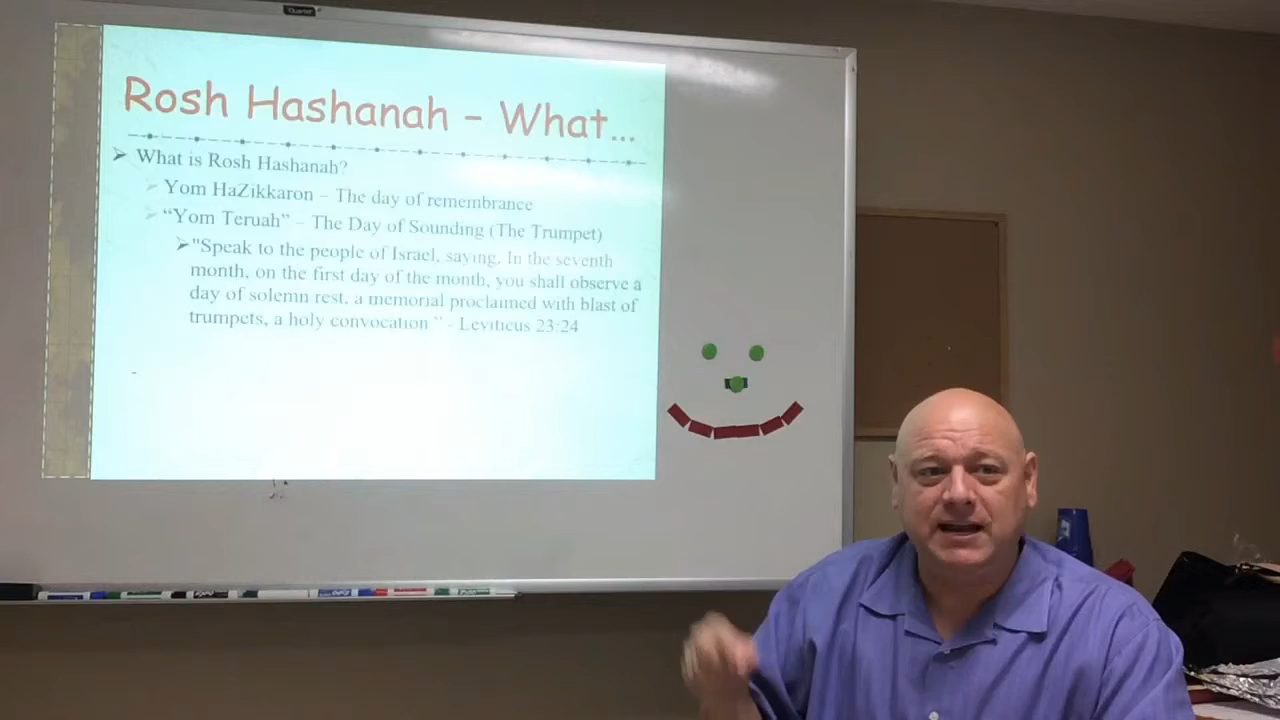 Quartet
Rosh Hashanah – What...
What is Rosh Hashanah?
Yom HaZikkaron – The day of remembrance
“Yom Teruah” – The Day of Sounding (The Trumpet)
"Speak to the people of Israel, saying, In the seventh
month, on the first day of the month, you shall observe a
day of solemn rest, a memorial proclaimed with blast of
trumpets, a holy convocation ” - Leviticus 23:24